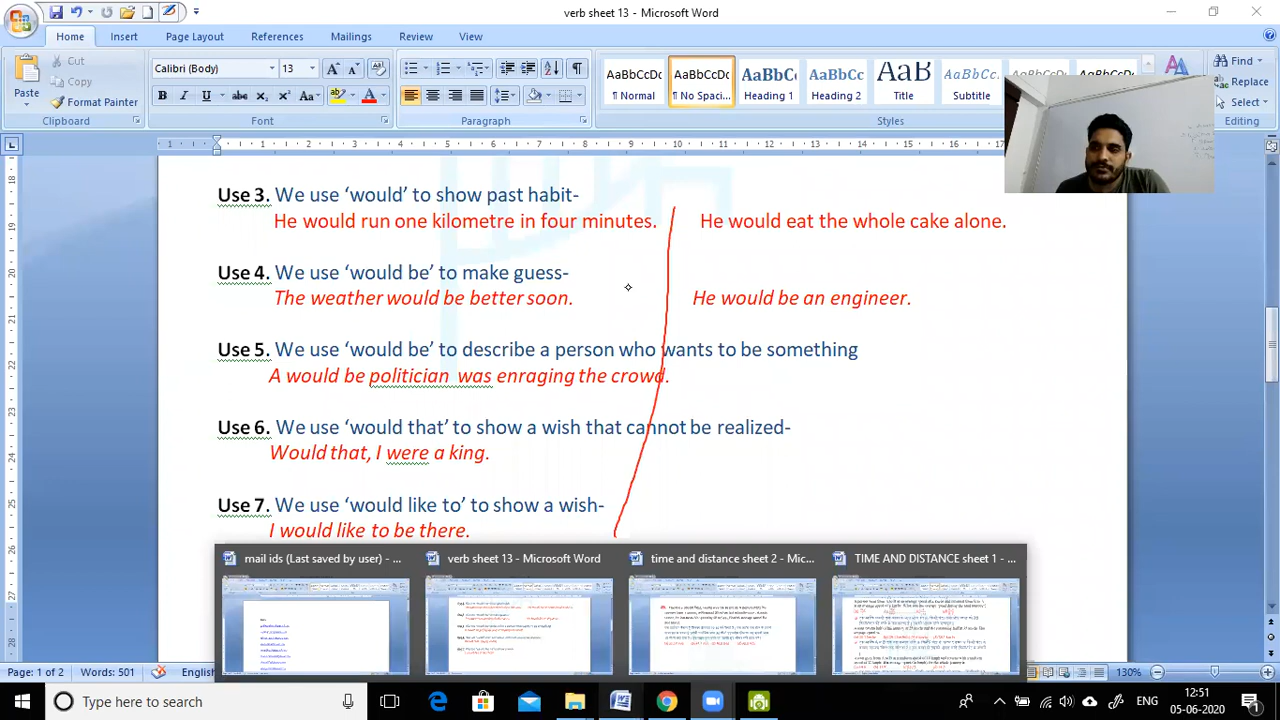 verb sheet 13 - Microsoft Word
Home Insert Page Layout References Mailings Review View
Paste
Cut
Copy
Format Painter
Clipboard
Calibri (Body) 13
Font
Paragraph
AaBbCcDc AaBbCcDc AaBbCc AaBbCc AaB AaBbCc. AaBbCcDc AaBbCcDc
¶ Normal ¶ No Spaci... Heading 1 Heading 2 Title Subtitle
Styles
Find
Replace
Select
Editing
Use 3. We use ‘would’ to show past habit-
He would run one kilometre in four minutes. He would eat the whole cake alone.
Use 4. We use ‘would be’ to make guess-
The weather would be better soon. He would be an engineer.
Use 5. We use ‘would be’ to describe a person who wants to be something
A would be politician was enraging the crowd.
Use 6. We use ‘would that’ to show a wish that cannot be realized-
Would that, I were a king.
Use 7. We use ‘would like to’ to show a wish-
I would like to be there.
mail ids (Last saved by user) - ... verb sheet 13 - Microsoft Word time and distance sheet 2 - Mic... TIME AND DISTANCE sheet 1 - ...
Page: 1 of 2 Words: 501 130%
Type here to search
ENG
12:51
05-06-2020